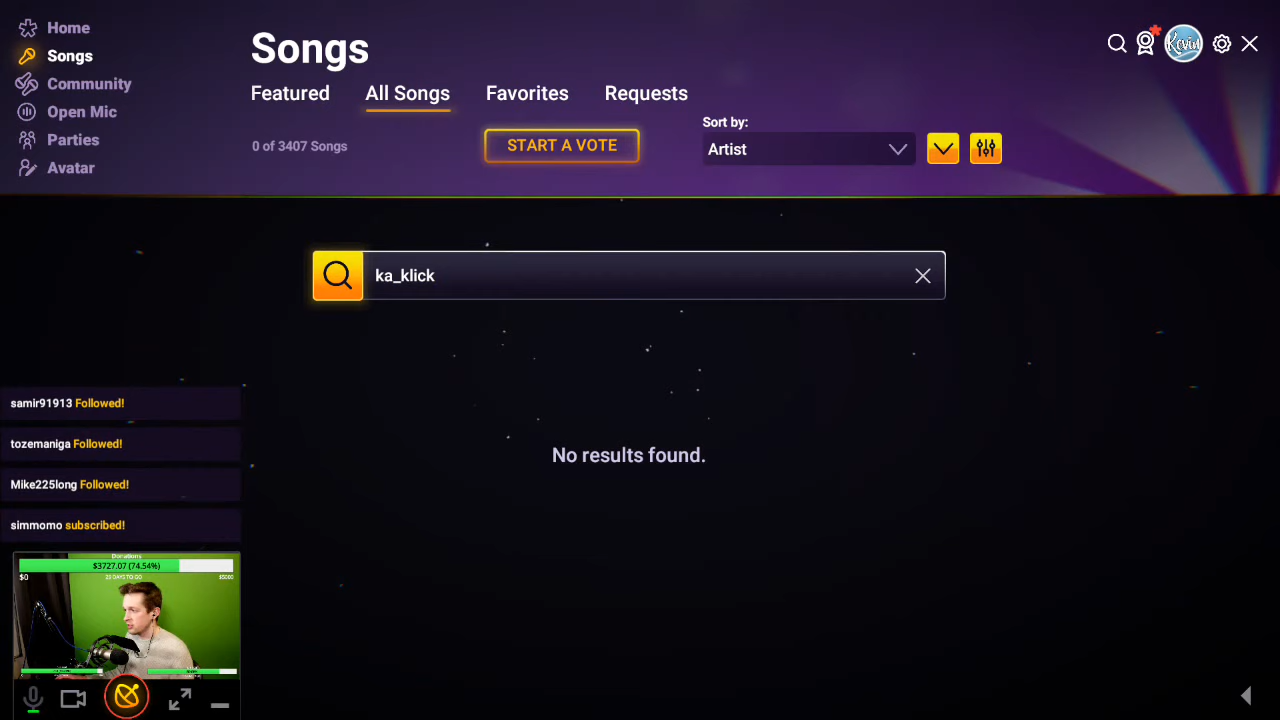 Home
Songs
Community
Open Mic
Parties
Avatar
Songs
Kevin
Featured
All Songs
Favorites
Requests
0 of 3407 Songs
START A VOTE
Sort by:
Artist
ka_klick
No results found.
samir91913 Followed!
tozemaniga Followed!
Mike225long Followed!
simmomo subscribed!
Donations
$3727.07 (74.54%)
$0
$5000